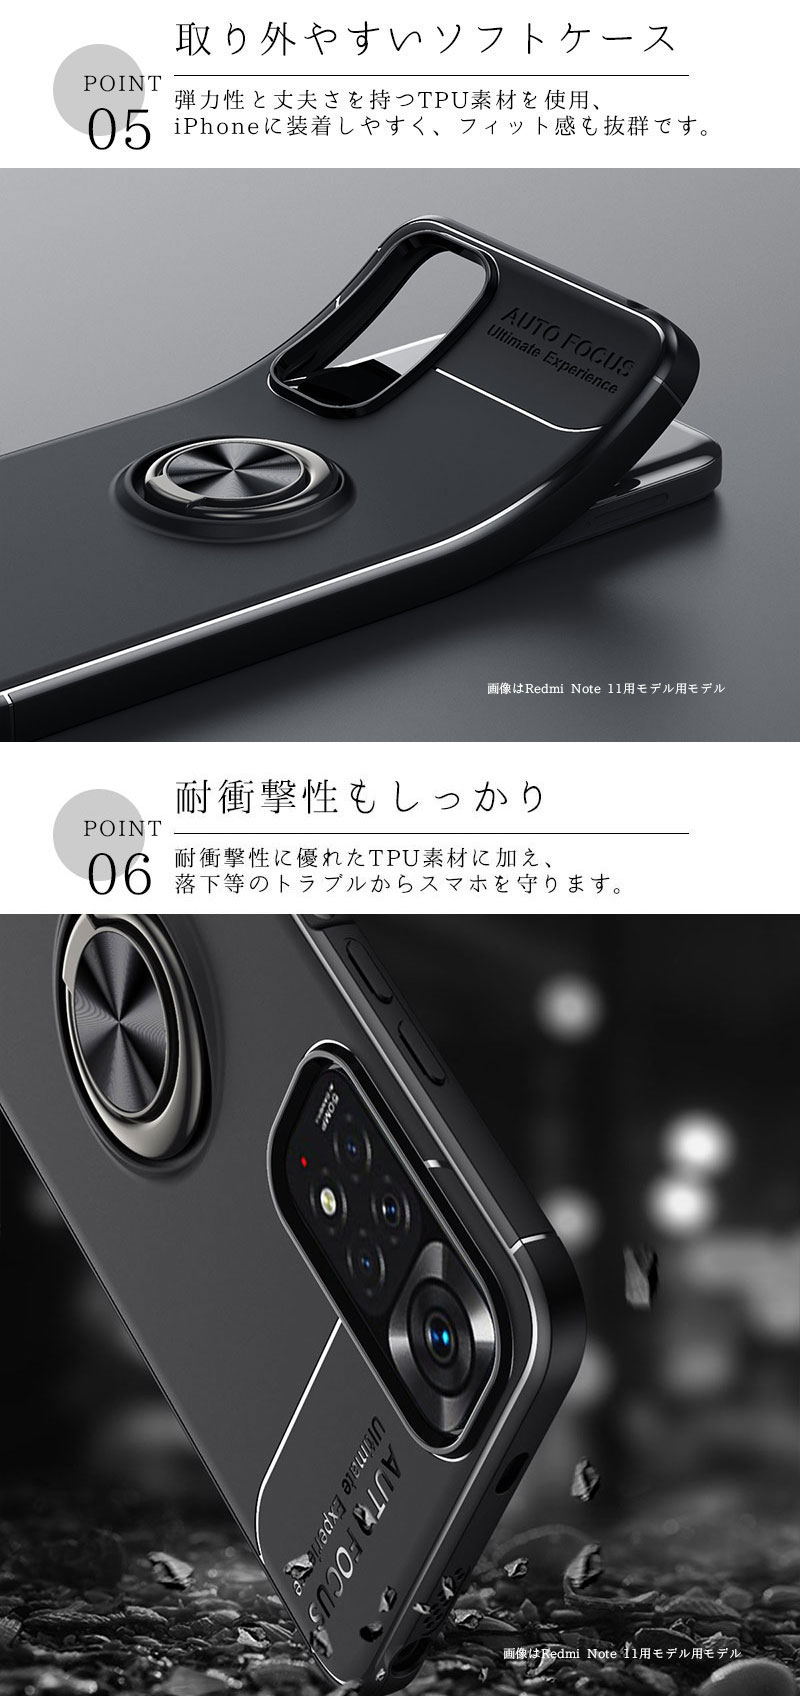 取り外やすいソフトケース
POINT
05
弾力性と丈夫さを持つTPU素材を使用、
iPhoneに装着しやすく、フィット感も抜群です。
AUTO FOCUS
Ultimate Experience
画像はRedmi Note 11用モデル用モデル
耐衝撃性もしっかり
POINT
06
耐衝撃性に優れたTPU素材に加え、
落下等のトラブルからスマホを守ります。
50MP
AUTO FOCUS
Ultimate Experience
画像はRedmi Note 11用モデル用モデル